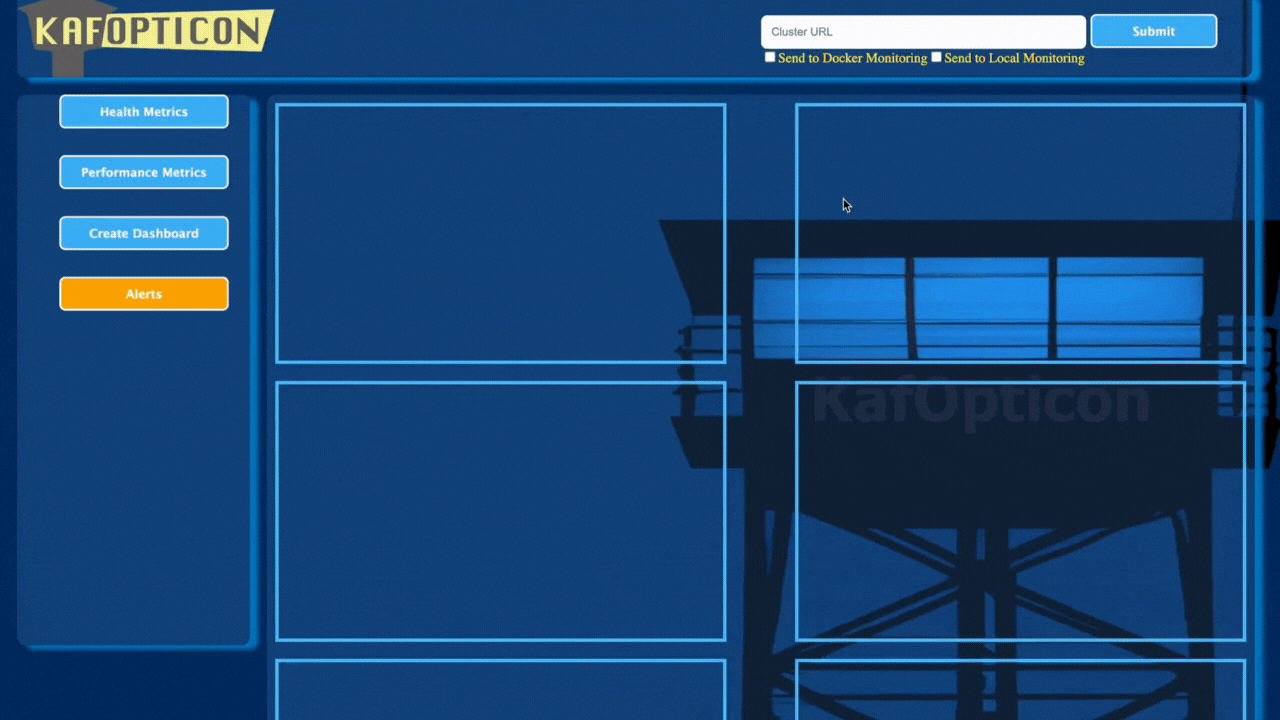 KAFOPTICON
Cluster URL
Submit
Send to Docker Monitoring
Send to Local Monitoring
Health Metrics
Performance Metrics
Create Dashboard
Alerts
KafOpticon